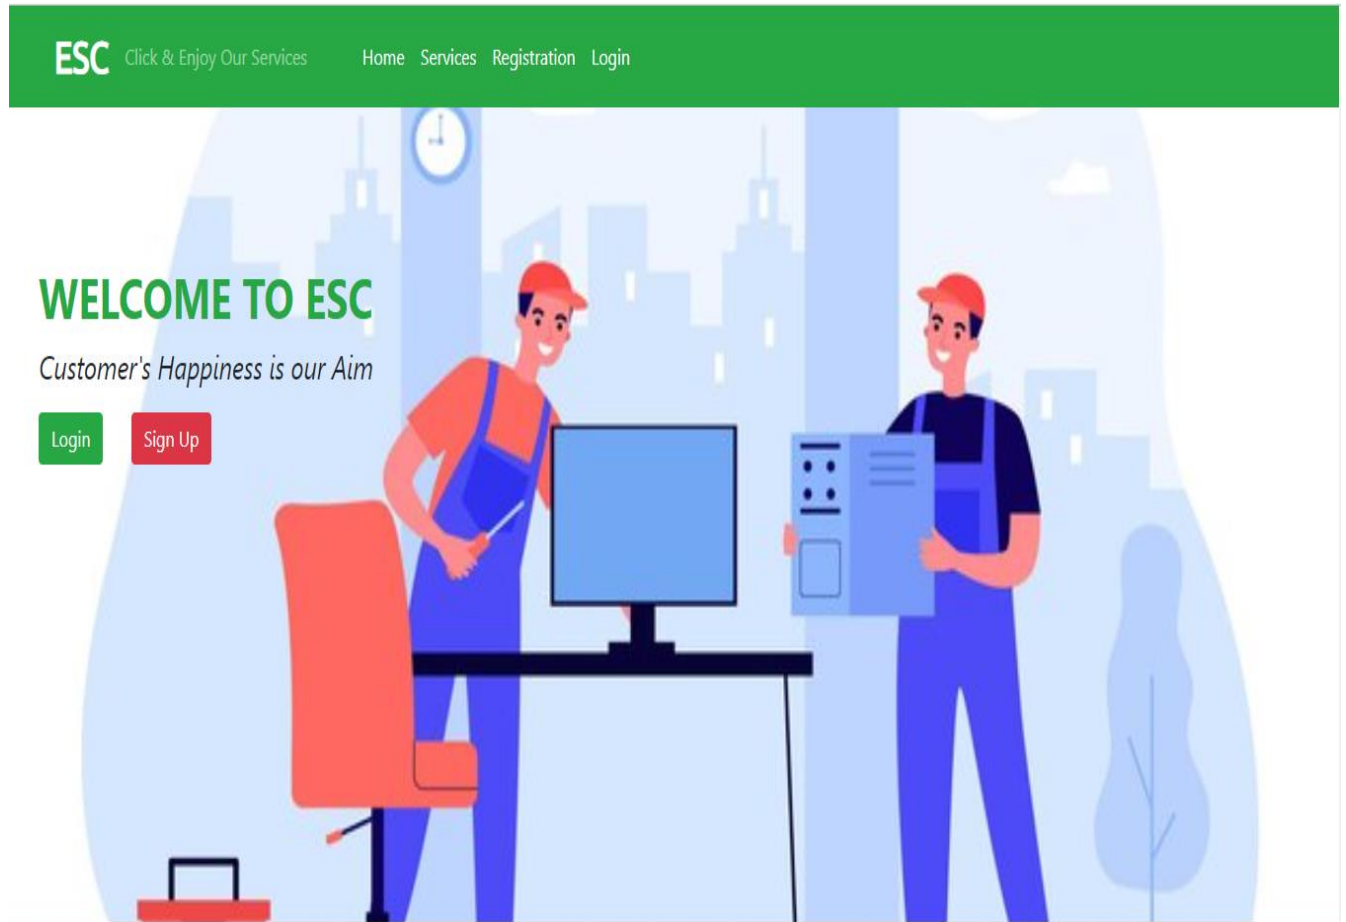 ESC Click & Enjoy Our Services Home Services Registration Login
WELCOME TO ESC
Customer's Happiness is our Aim
Login Sign Up